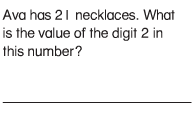 Ava has 21 necklaces. What
is the value of the digit 2 in
this number?